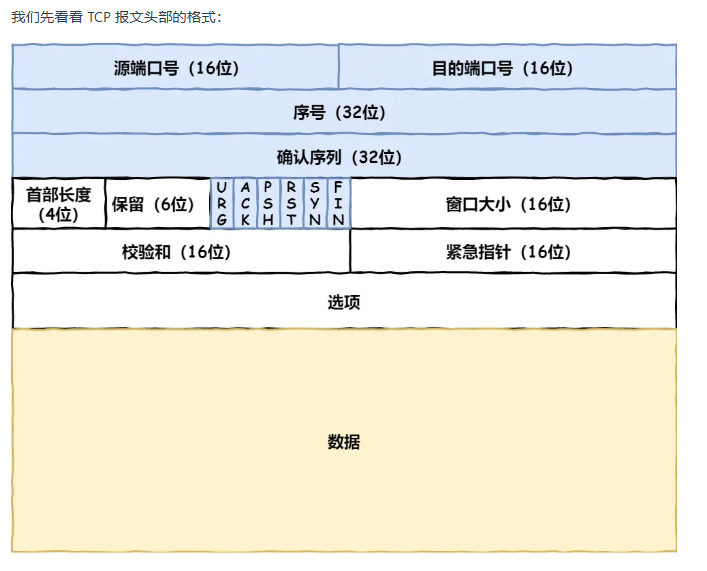 我们先看看 TCP 报文头部的格式：
源端口号（16位） 目的端口号（16位）
序号（32位）
确认序列（32位）
首部长度（4位） 保留（6位） URG ACK PSH RST SYN FIN 窗口大小（16位）
校验和（16位） 紧急指针（16位）
选项
数据